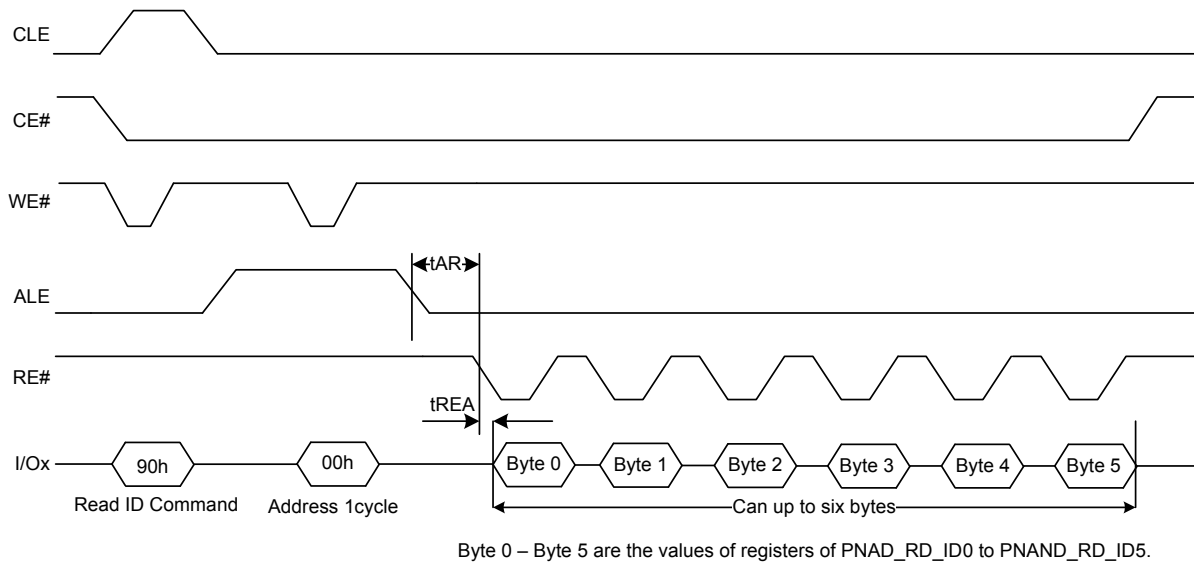 CLE
CE#
WE#
tAR
ALE
RE#
tREA
I/Ox 90h 00h Byte 0 Byte 1 Byte 2 Byte 3 Byte 4 Byte 5
Read ID Command Address 1cycle Can up to six bytes
Byte 0 – Byte 5 are the values of registers of PNAD_RD_ID0 to PNAND_RD_ID5.